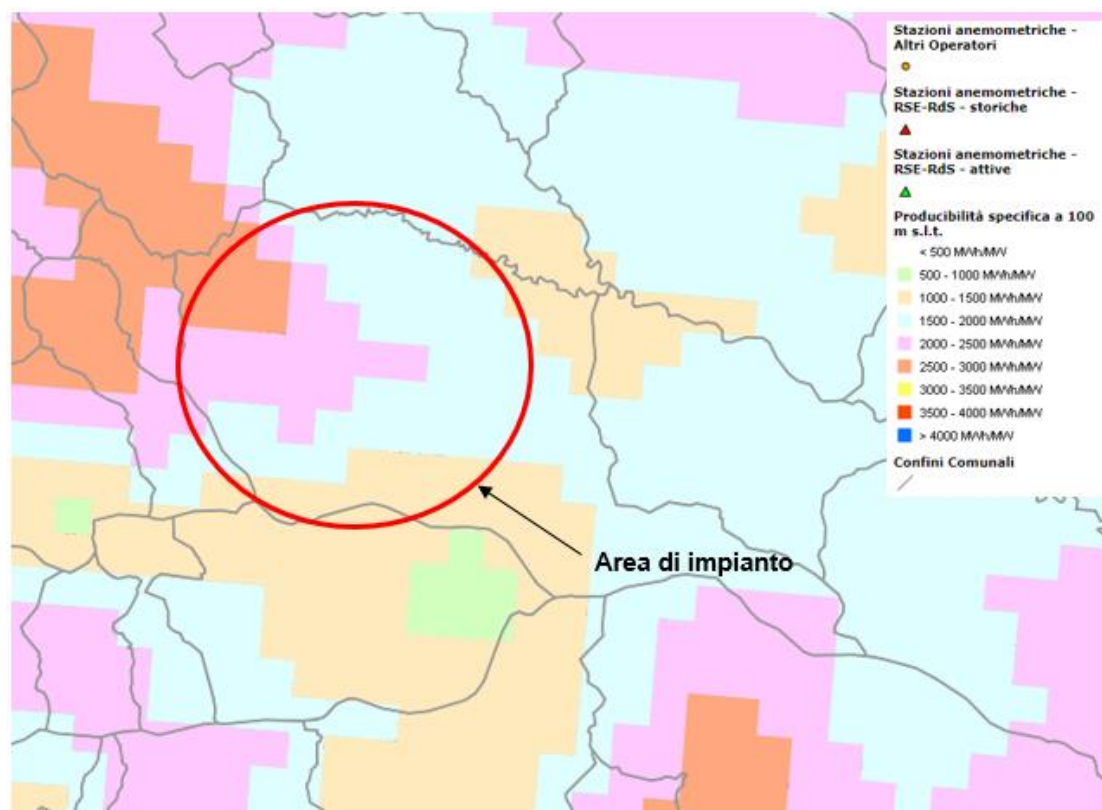 Stazioni anemometriche -
Altri Operatori
Stazioni anemometriche -
RSE-RdS - storiche
Stazioni anemometriche -
RSE-RdS - attive
Producibilità specifica a 100
m s.l.t.
< 500 MWh/MW
500 - 1000 MWh/MW
1000 - 1500 MWh/MW
1500 - 2000 MWh/MW
2000 - 2500 MWh/MW
2500 - 3000 MWh/MW
3000 - 3500 MWh/MW
3500 - 4000 MWh/MW
> 4000 MWh/MW
Confini Comunali
Area di impianto